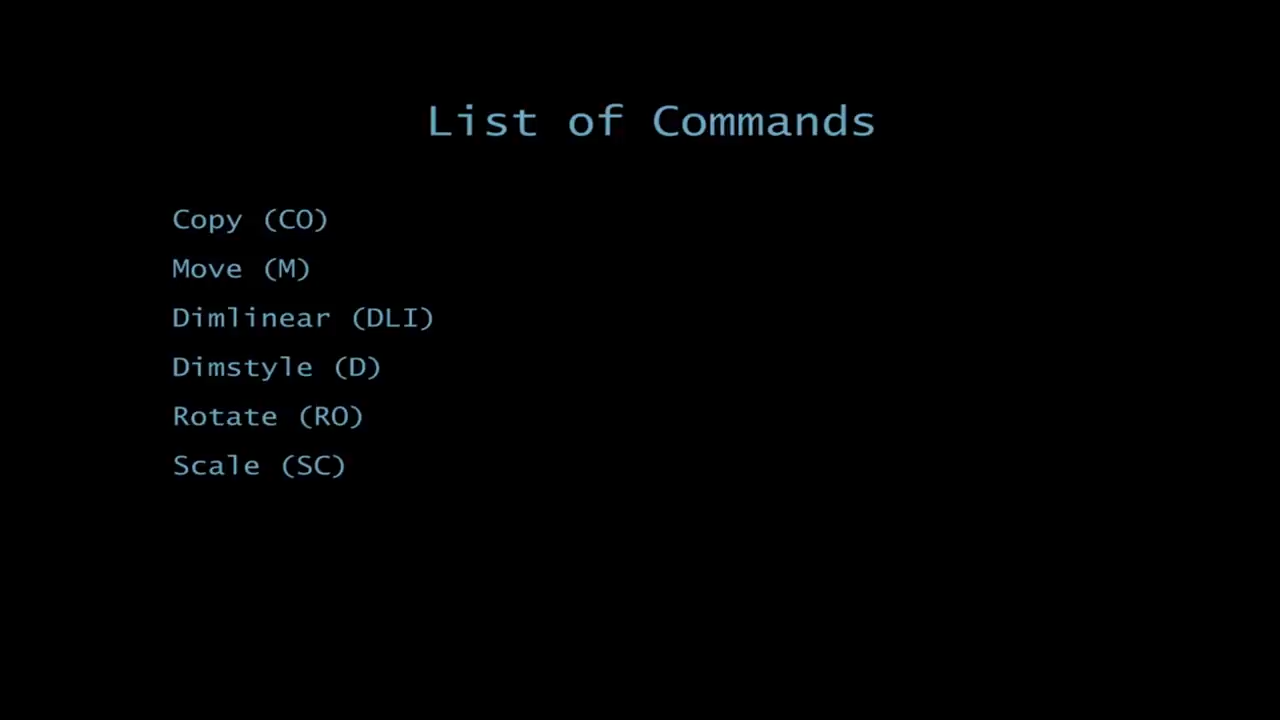 List of Commands
Copy (CO)
Move (M)
Dimlinear (DLI)
Dimstyle (D)
Rotate (RO)
Scale (SC)